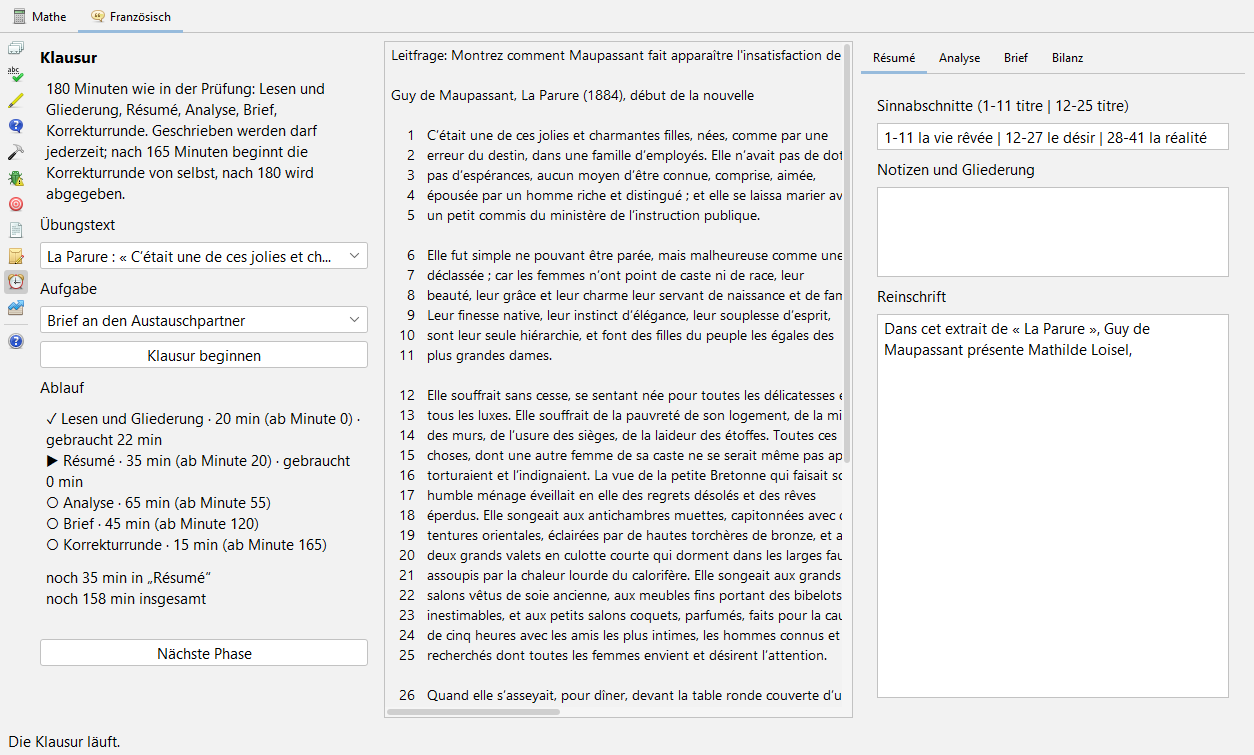 Mathe
Französisch
Klausur
180 Minuten wie in der Prüfung: Lesen und
Gliederung, Résumé, Analyse, Brief,
Korrekturrunde. Geschrieben werden darf
jederzeit; nach 165 Minuten beginnt die
Korrekturrunde von selbst, nach 180 wird
abgegeben.
Übungstext
La Parure : « C’était une de ces jolies et ch...
Aufgabe
Brief an den Austauschpartner
Klausur beginnen
Ablauf
✓ Lesen und Gliederung · 20 min (ab Minute 0) ·
gebraucht 22 min
▶ Résumé · 35 min (ab Minute 20) · gebraucht
0 min
○ Analyse · 65 min (ab Minute 55)
○ Brief · 45 min (ab Minute 120)
○ Korrekturrunde · 15 min (ab Minute 165)
noch 35 min in „Résumé“
noch 158 min insgesamt
Nächste Phase
Leitfrage: Montrez comment Maupassant fait apparaître l'insatisfaction de
Guy de Maupassant, La Parure (1884), début de la nouvelle
1 C’était une de ces jolies et charmantes filles, nées, comme par une
2 erreur du destin, dans une famille d’employés. Elle n’avait pas de dot
3 pas d’espérances, aucun moyen d’être connue, comprise, aimée,
4 épousée par un homme riche et distingué ; et elle se laissa marier av
5 un petit commis du ministère de l’instruction publique.
6 Elle fut simple ne pouvant être parée, mais malheureuse comme une
7 déclassée ; car les femmes n’ont point de caste ni de race, leur
8 beauté, leur grâce et leur charme leur servant de naissance et de fam
9 Leur finesse native, leur instinct d’élégance, leur souplesse d’esprit,
10 sont leur seule hiérarchie, et font des filles du peuple les égales des
11 plus grandes dames.
12 Elle souffrait sans cesse, se sentant née pour toutes les délicatesses e
13 tous les luxes. Elle souffrait de la pauvreté de son logement, de la mi
14 des murs, de l’usure des sièges, de la laideur des étoffes. Toutes ces
15 choses, dont une autre femme de sa caste ne se serait même pas ap
16 torturaient et l’indignaient. La vue de la petite Bretonne qui faisait so
17 humble ménage éveillait en elle des regrets désolés et des rêves
18 éperdus. Elle songeait aux antichambres muettes, capitonnées avec d
19 tentures orientales, éclairées par de hautes torchères de bronze, et a
20 deux grands valets en culotte courte qui dorment dans les larges fau
21 assoupis par la chaleur lourde du calorifère. Elle songeait aux grands
22 salons vêtus de soie ancienne, aux meubles fins portant des bibelots
23 inestimables, et aux petits salons coquets, parfumés, faits pour la cau
24 de cinq heures avec les amis les plus intimes, les hommes connus et
25 recherchés dont toutes les femmes envient et désirent l’attention.
26 Quand elle s’asseyait, pour dîner, devant la table ronde couverte d’u
Résumé
Analyse
Brief
Bilanz
Sinnabschnitte (1-11 titre | 12-25 titre)
1-11 la vie rêvée | 12-27 le désir | 28-41 la réalité
Notizen und Gliederung
Reinschrift
Dans cet extrait de « La Parure », Guy de
Maupassant présente Mathilde Loisel,
Die Klausur läuft.